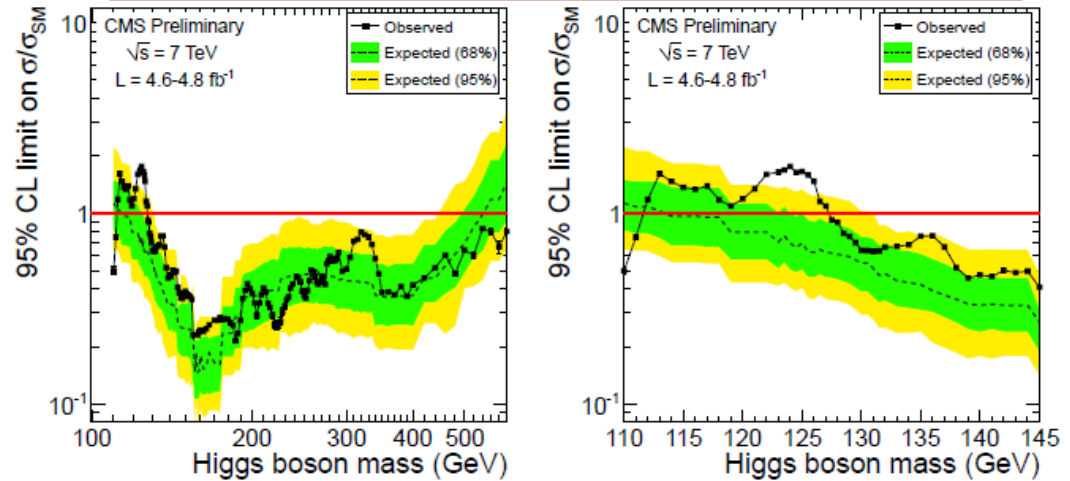 95% CL limit on σ/σSM
CMS Preliminary
√s = 7 TeV
L = 4.6-4.8 fb-1
Observed
Expected (68%)
Expected (95%)
10
1
10-1
100
200
300
400
500
Higgs boson mass (GeV)
95% CL limit on σ/σSM
CMS Preliminary
√s = 7 TeV
L = 4.6-4.8 fb-1
Observed
Expected (68%)
Expected (95%)
10
1
10-1
110
115
120
125
130
135
140
145
Higgs boson mass (GeV)